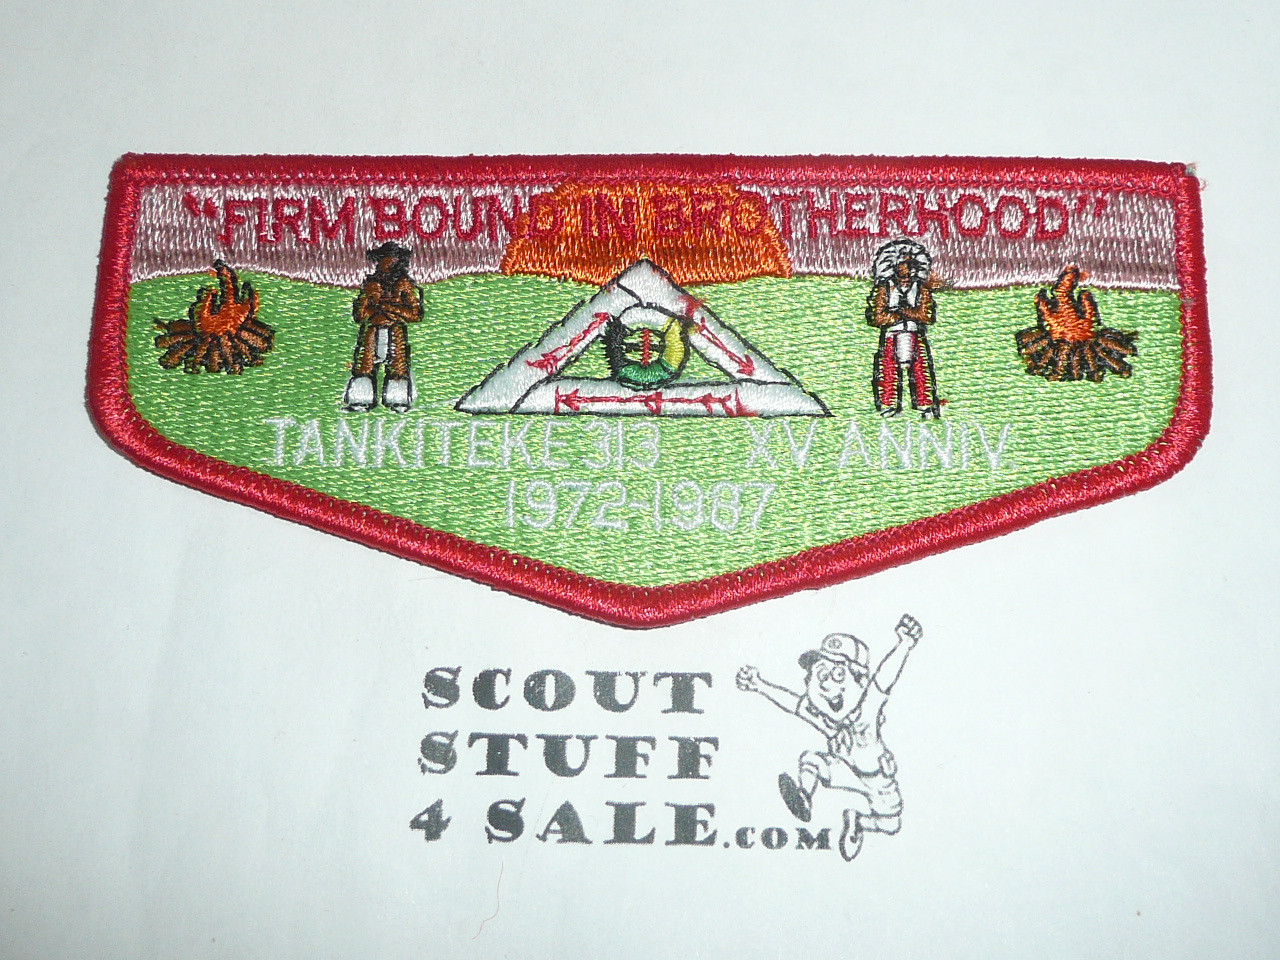 "FIRM BOUND IN BROTHERHOOD"
TANKITEKE 313 XV ANNIV.
1972-1987
SCOUT
STUFF
4 SALE.COM